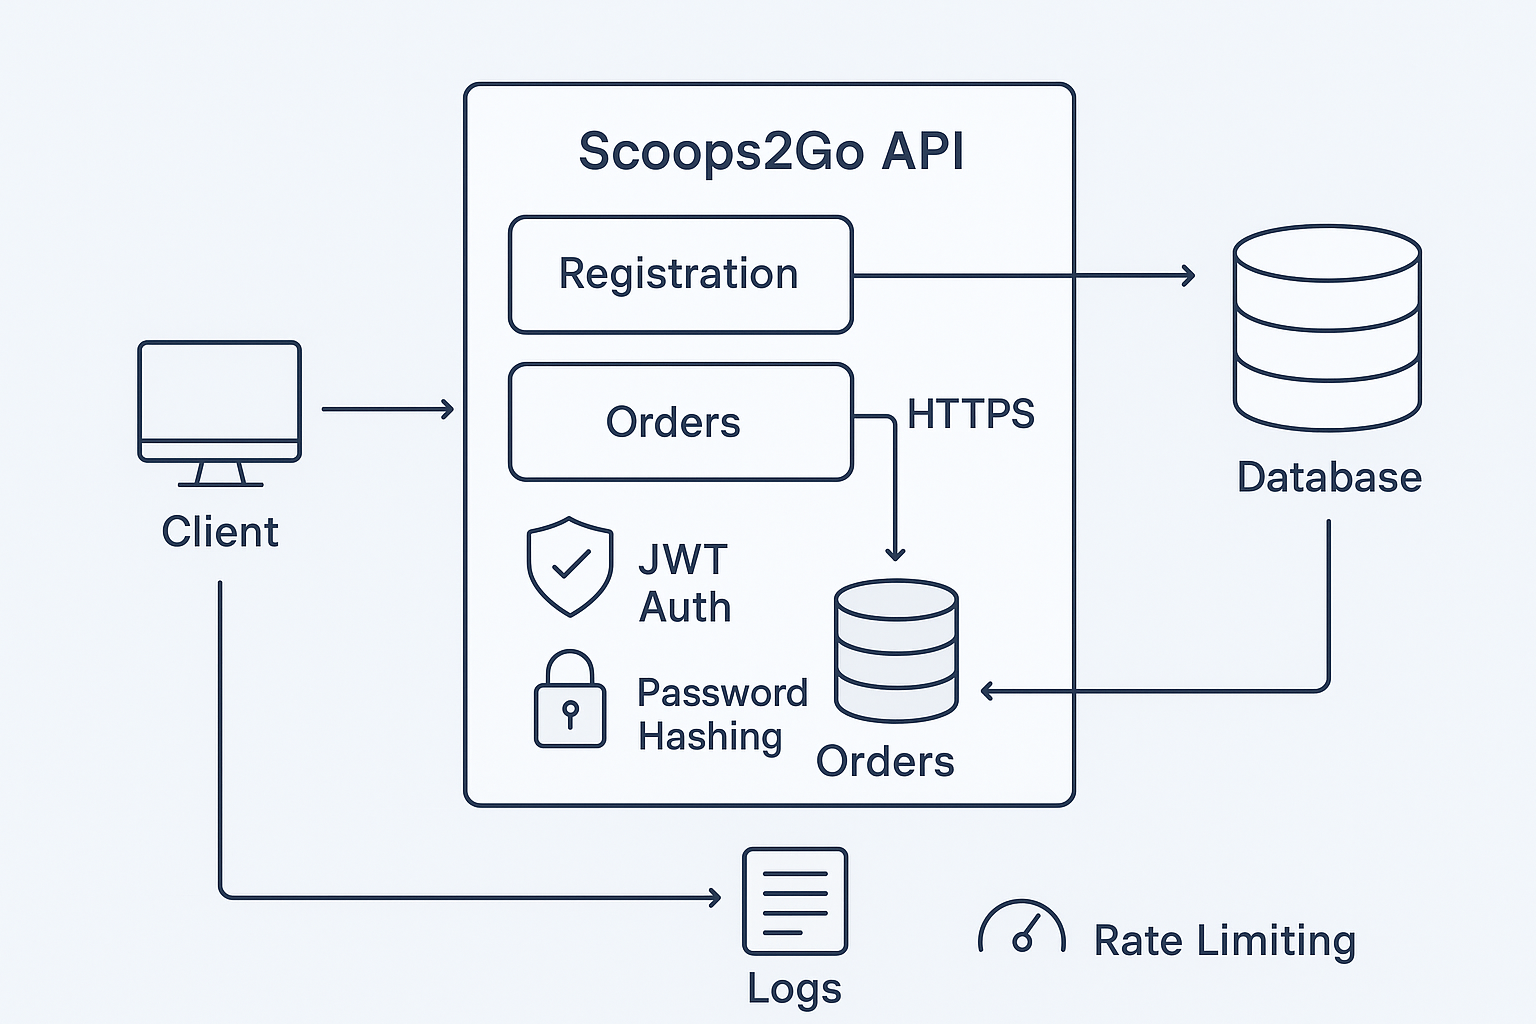 Scoops2Go API
Registration
Orders
HTTPS
Client
Database
JWT
Auth
Password
Hashing
Orders
Logs
Rate Limiting